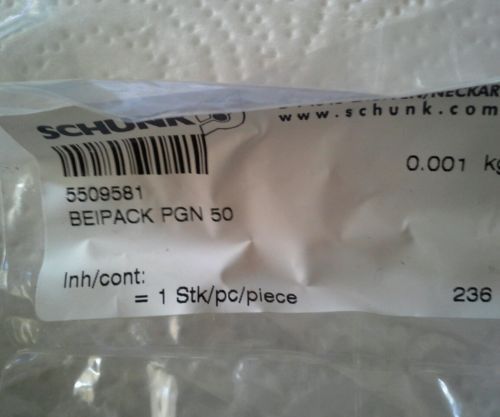 SCHUNK
/NECKAR
www.schunk.com
0.001 kg
5509581
BEIPACK PGN 50
Inh/cont:
= 1 Stk/pc/piece
236